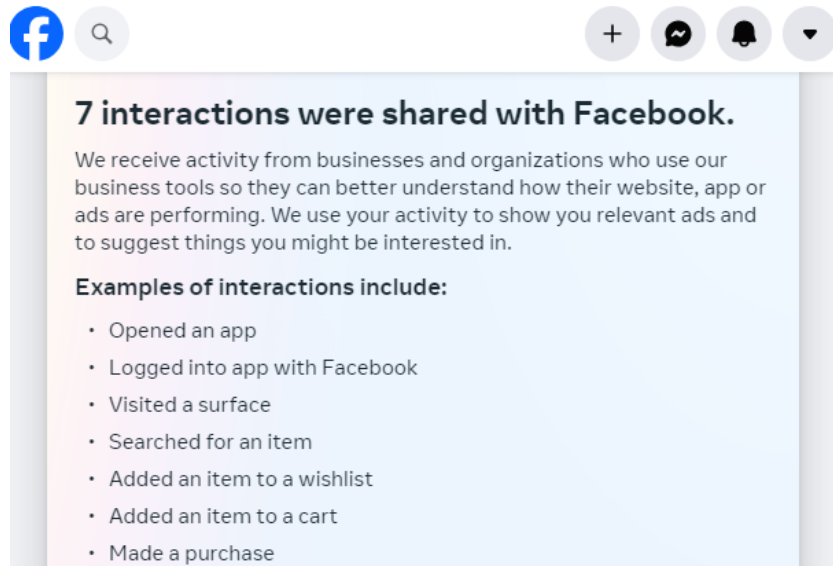 7 interactions were shared with Facebook.
We receive activity from businesses and organizations who use our
business tools so they can better understand how their website, app or
ads are performing. We use your activity to show you relevant ads and
to suggest things you might be interested in.
Examples of interactions include:
• Opened an app
• Logged into app with Facebook
• Visited a surface
• Searched for an item
• Added an item to a wishlist
• Added an item to a cart
• Made a purchase